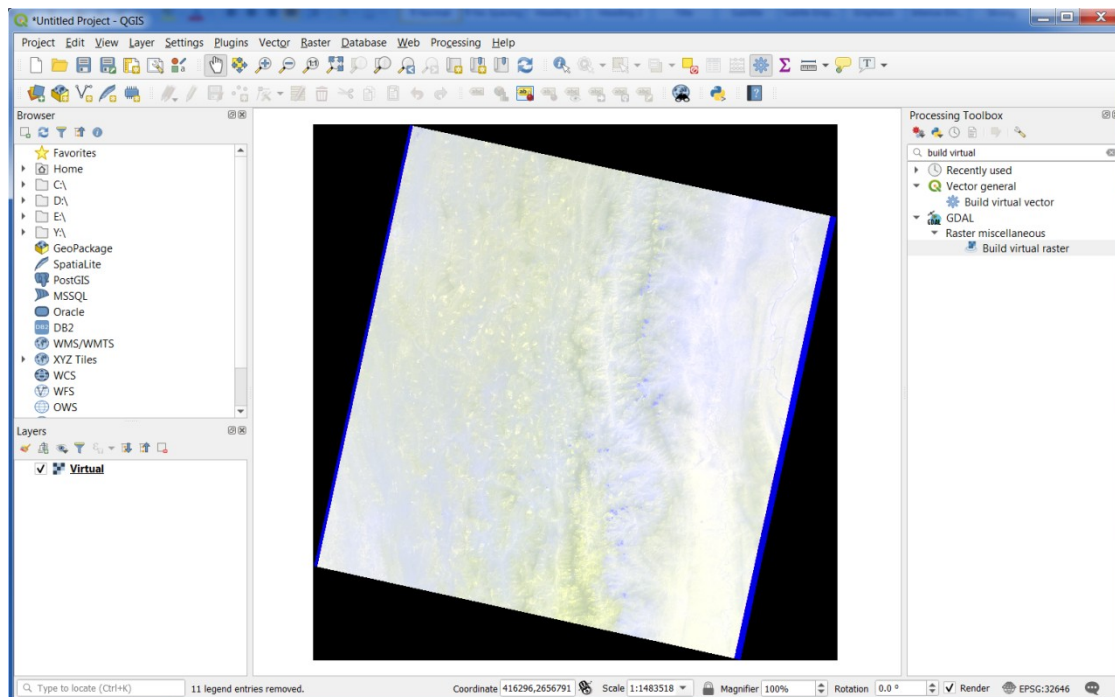 *Untitled Project - QGIS
Project Edit View Layer Settings Plugins Vector Raster Database Web Processing Help
Browser
Favorites
Home
C:\
D:\
E:\
Y:\
GeoPackage
SpatiaLite
PostGIS
MSSQL
Oracle
DB2
WMS/WMTS
XYZ Tiles
WCS
WFS
OWS
Layers
Virtual
Processing Toolbox
build virtual
Recently used
Vector general
Build virtual vector
GDAL
Raster miscellaneous
Build virtual raster
Type to locate (Ctrl+K) 11 legend entries removed. Coordinate 416296,2656791 Scale 1:1483518 Magnifier 100% Rotation 0.0 ° Render EPSG:32646